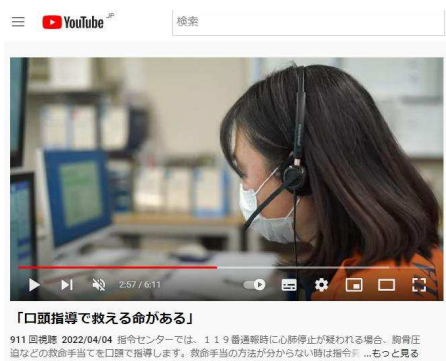 YouTube JP
検索
2:57 / 6:11
「口頭指導で救える命がある」
911 回視聴 2022/04/04 指令センターでは、１１９番通報時に心肺停止が疑われる場合、胸骨圧
迫などの救命手当てを口頭で指導します。救命手当の方法が分からない時は指令 ...もっと見る